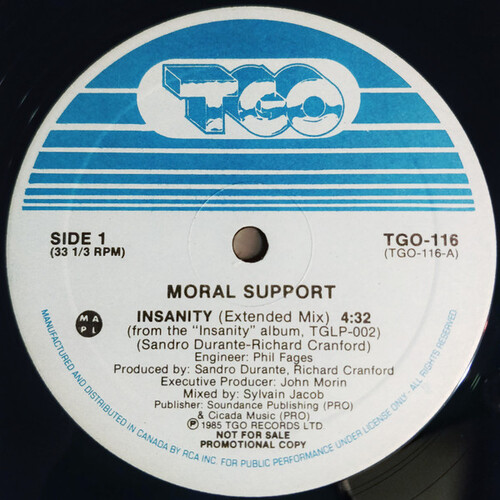 TGO
SIDE 1
(33 1/3 RPM)
TGO-116
(TGO-116-A)
MORAL SUPPORT
M A
P L
INSANITY (Extended Mix) 4:32
(from the "Insanity" album, TGLP-002)
(Sandro Durante-Richard Cranford)
Engineer: Phil Fages
Produced by: Sandro Durante, Richard Cranford
Executive Producer: John Morin
Mixed by: Sylvain Jacob
Publisher: Soundance Publishing (PRO)
& Cicada Music (PRO)
℗ 1985 TGO RECORDS LTD
NOT FOR SALE
PROMOTIONAL COPY
MANUFACTURED AND DISTRIBUTED IN CANADA BY RCA INC. FOR PUBLIC PERFORMANCE UNDER LICENSE ONLY - ALL RIGHTS RESERVED